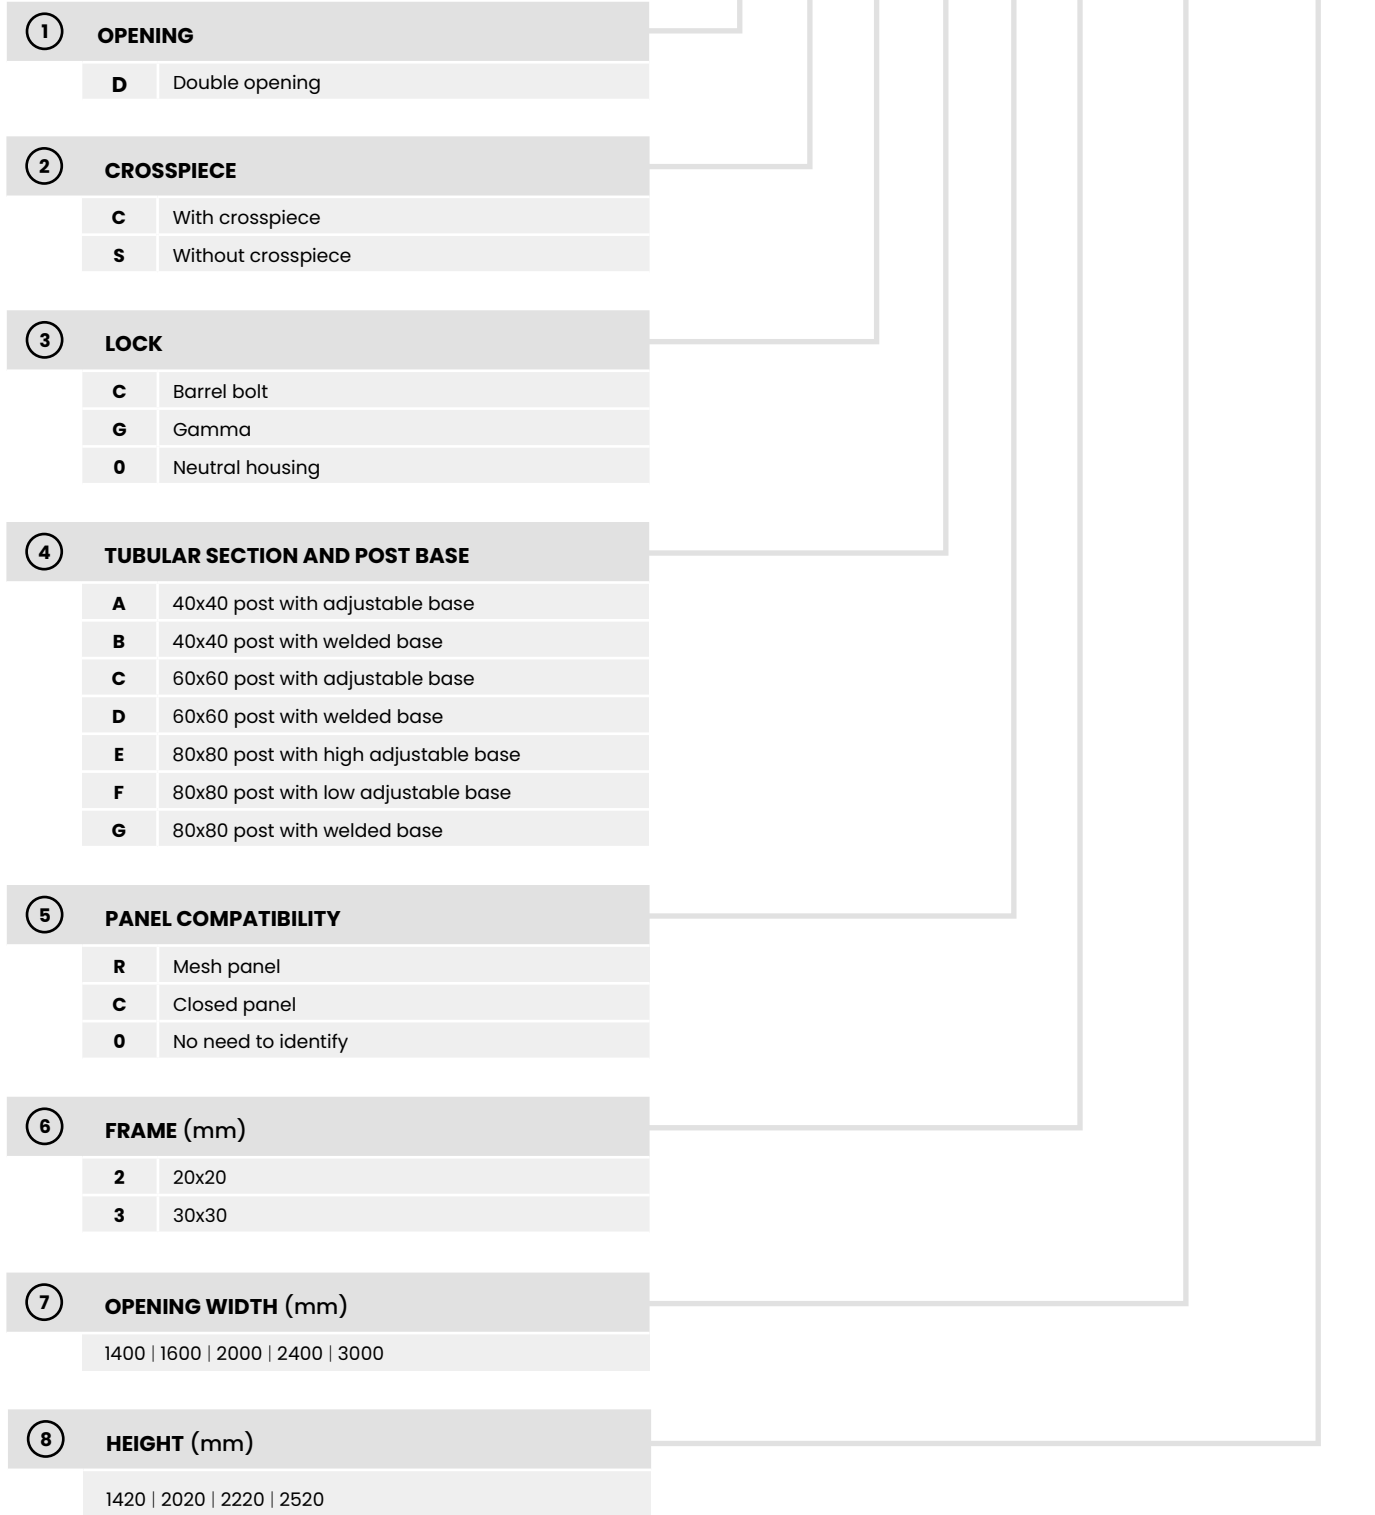 1 OPENING
D Double opening
2 CROSSPIECE
C With crosspiece
S Without crosspiece
3 LOCK
C Barrel bolt
G Gamma
0 Neutral housing
4 TUBULAR SECTION AND POST BASE
A 40x40 post with adjustable base
B 40x40 post with welded base
C 60x60 post with adjustable base
D 60x60 post with welded base
E 80x80 post with high adjustable base
F 80x80 post with low adjustable base
G 80x80 post with welded base
5 PANEL COMPATIBILITY
R Mesh panel
C Closed panel
0 No need to identify
6 FRAME (mm)
2 20x20
3 30x30
7 OPENING WIDTH (mm)
1400 | 1600 | 2000 | 2400 | 3000
8 HEIGHT (mm)
1420 | 2020 | 2220 | 2520